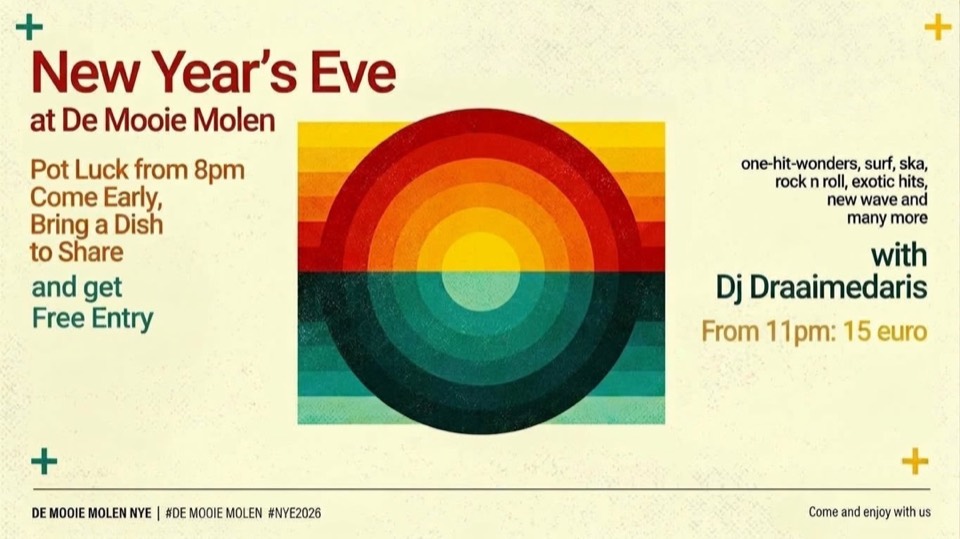 New Year's Eve
at De Mooie Molen
Pot Luck from 8pm
Come Early,
Bring a Dish
to Share
and get
Free Entry
one-hit-wonders, surf, ska,
rock n roll, exotic hits,
new wave and
many more
with
Dj Draaimedaris
From 11pm: 15 euro
DE MOOIE MOLEN NYE | #DE MOOIE MOLEN #NYE2026
Come and enjoy with us